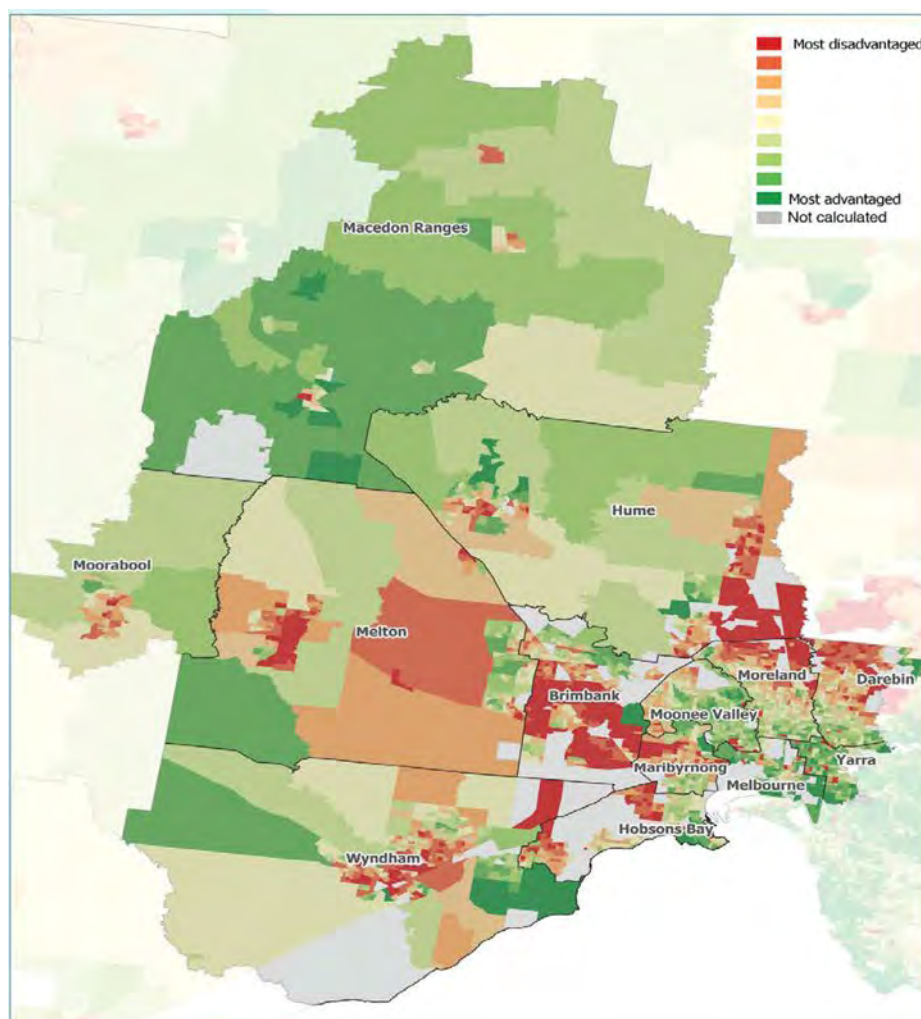 Most disadvantaged
Most advantaged
Not calculated
Macedon Ranges
Hume
Moorabool
Melton
Moreland
Darebin
Brimbank
Moonee Valley
Yarra
Maribyrnong
Melbourne
Hobsons Bay
Wyndham